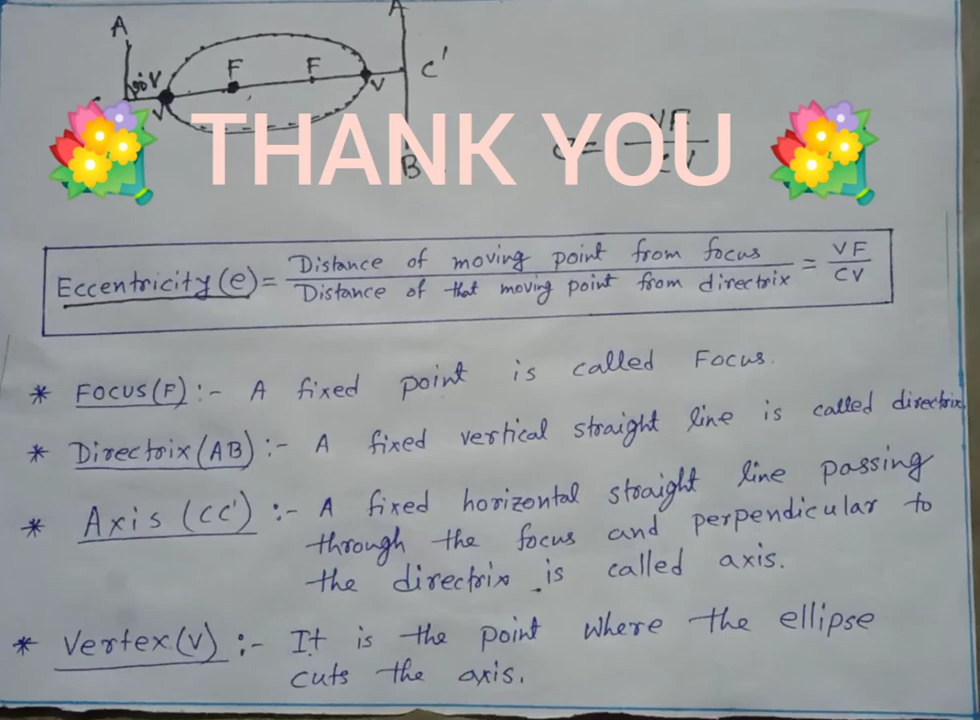 A
A
90°
V
F
F
V
V
C'
THANK YOU
B
e = VF
CV
Eccentricity (e) = Distance of moving point from focus = VF
Distance of that moving point from directrix CV
* FOCUS(F) :- A fixed point is called Focus.
* Directrix (AB) :- A fixed vertical straight line is called directrix
* Axis (CC') :- A fixed horizontal straight line passing
through the focus and perpendicular to
the directrix is called axis.
* Vertex(V) :- It is the point where the ellipse
cuts the axis.